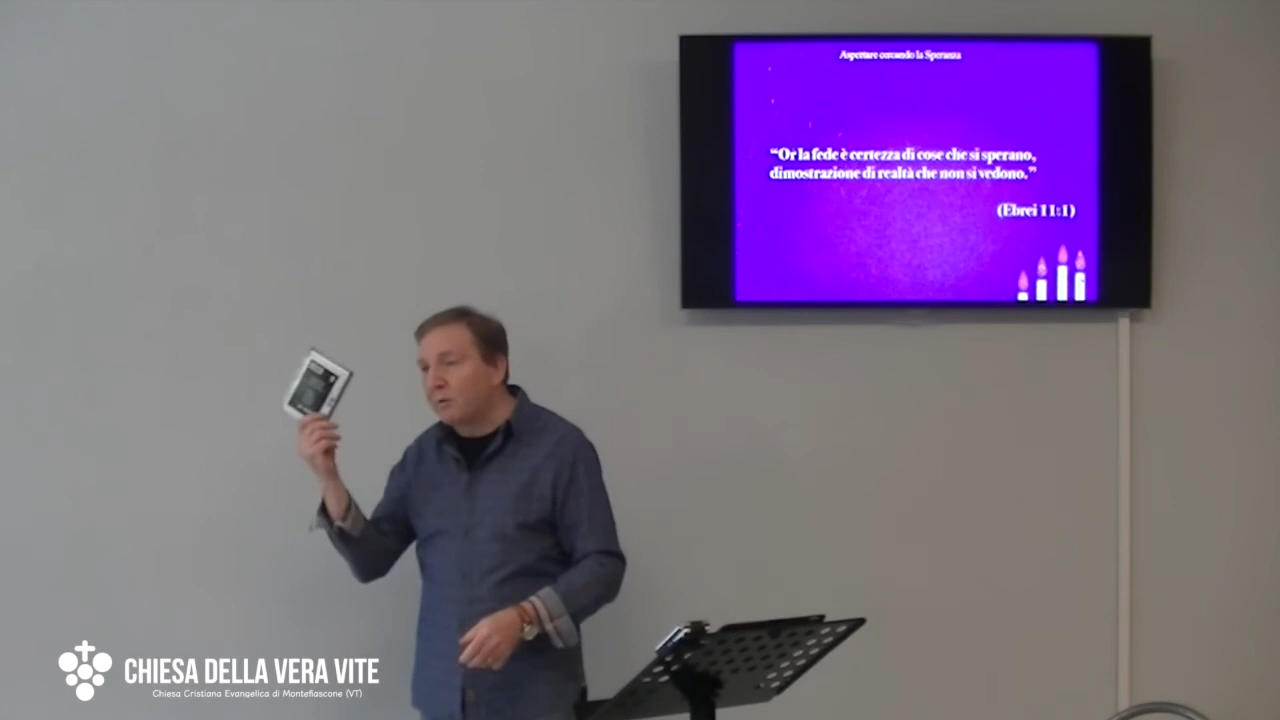 Aspettare cercando la Speranza
“Or la fede è certezza di cose che si sperano,
dimostrazione di realtà che non si vedono.”
(Ebrei 11:1)
CHIESA DELLA VERA VITE
Chiesa Cristiana Evangelica di Montefiascone (VT)